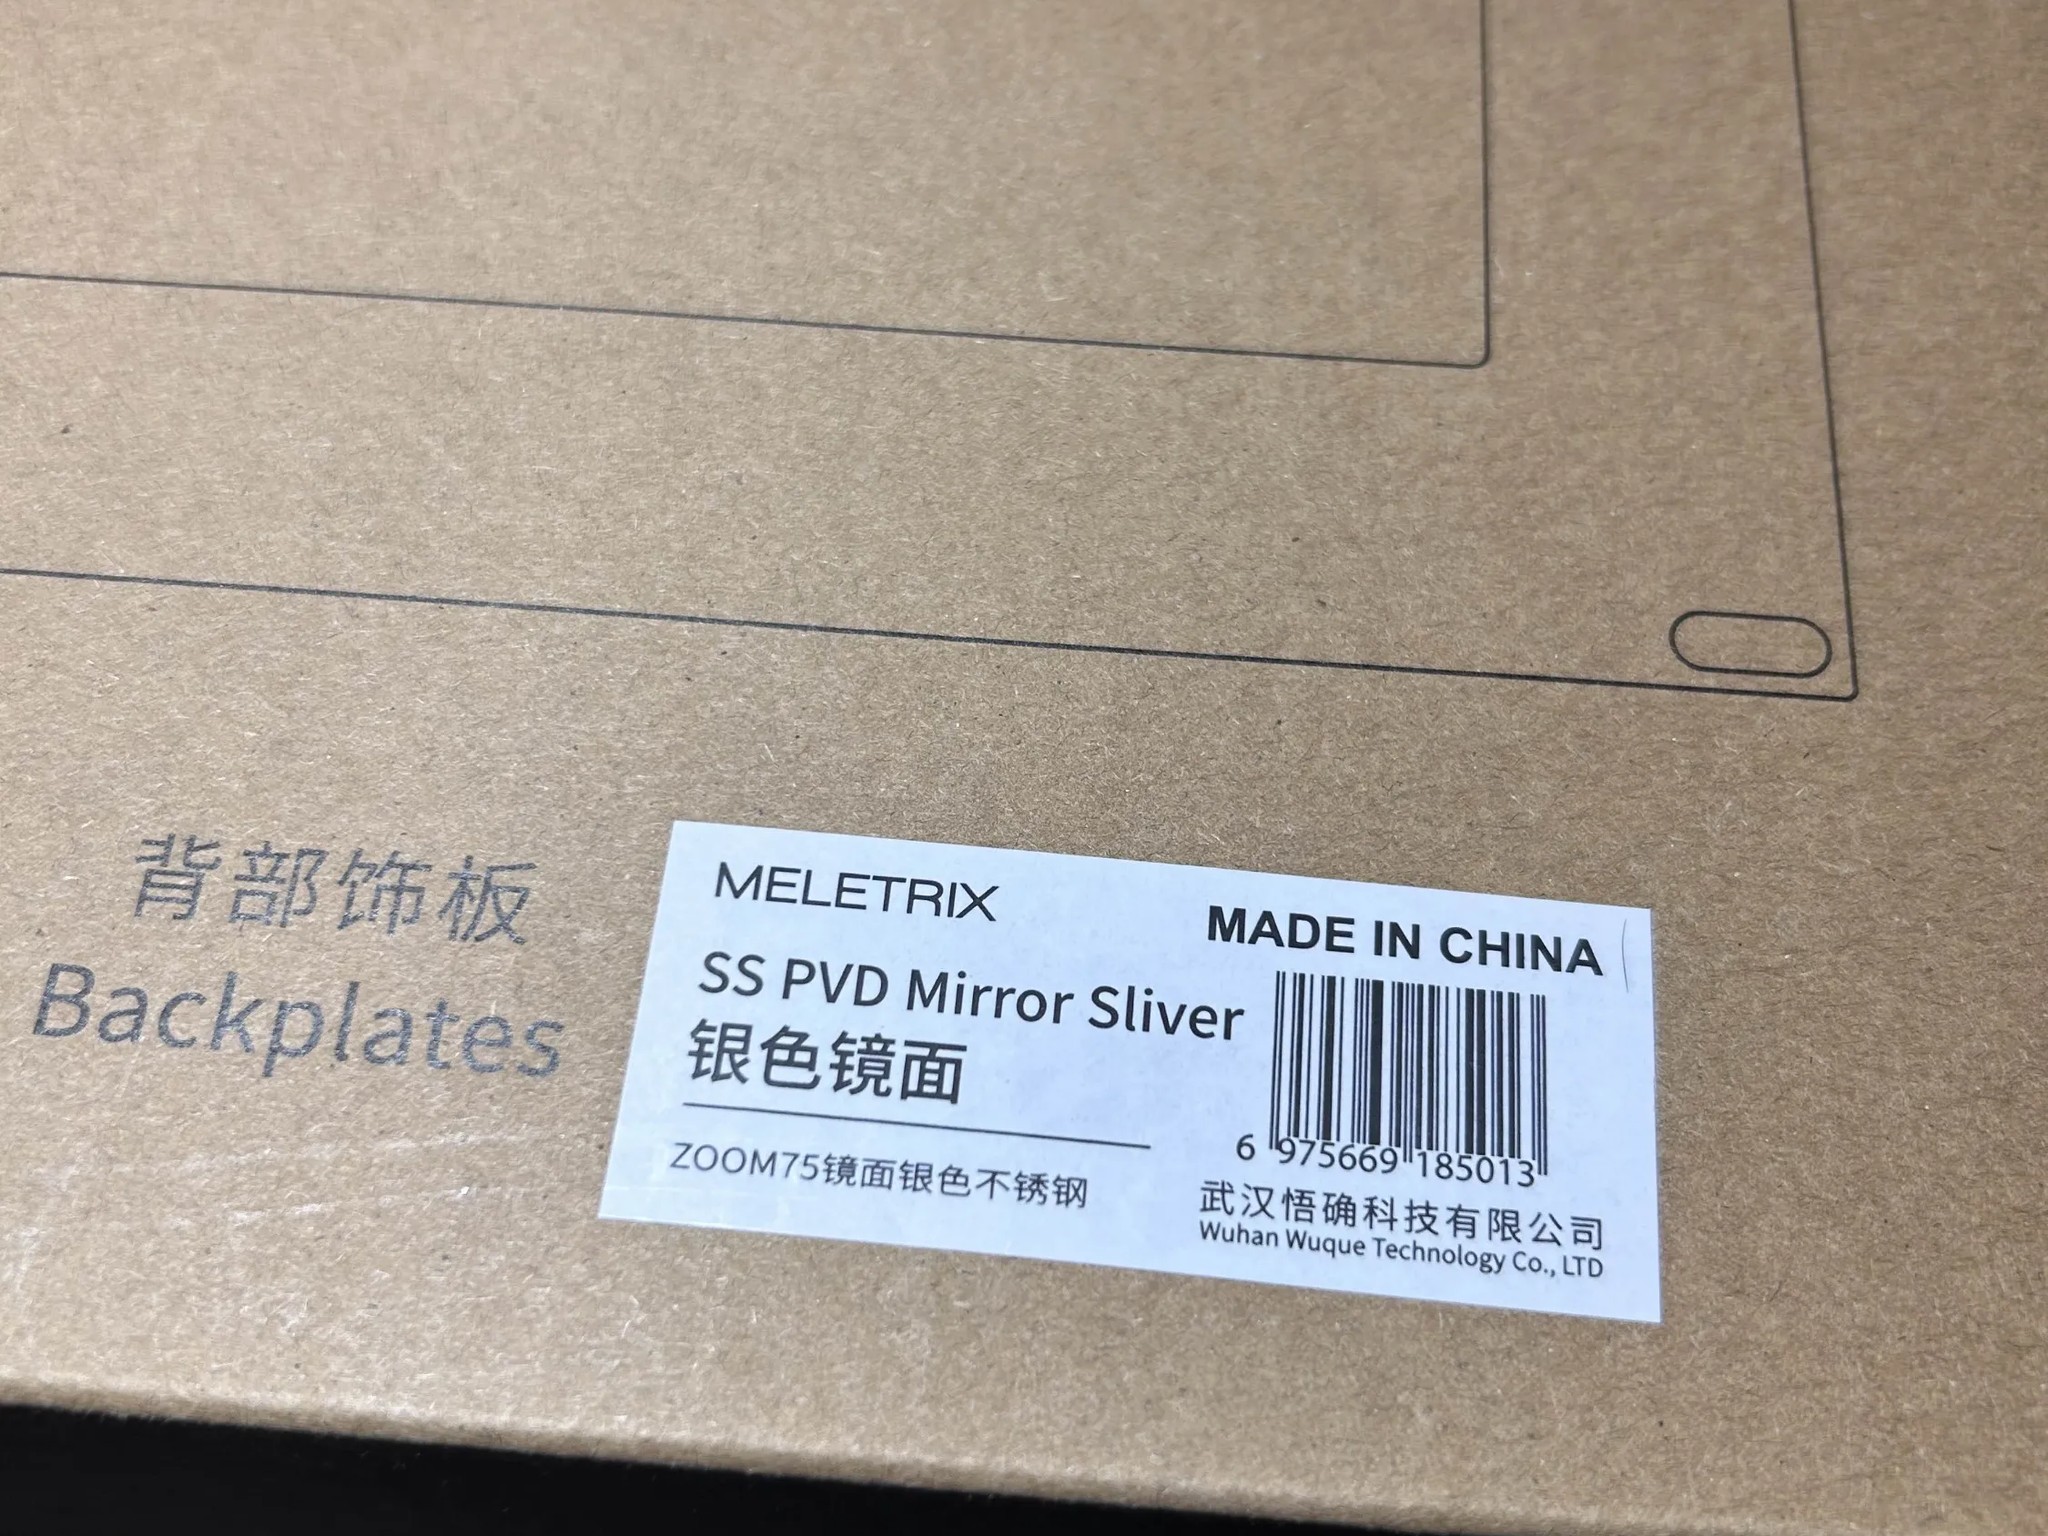 背部饰板
Backplates
MELETRIX
SS PVD Mirror Sliver
银色镜面
ZOOM75镜面银色不锈钢
MADE IN CHINA
6 975669 185013
武汉悟确科技有限公司
Wuhan Wuque Technology Co., LTD